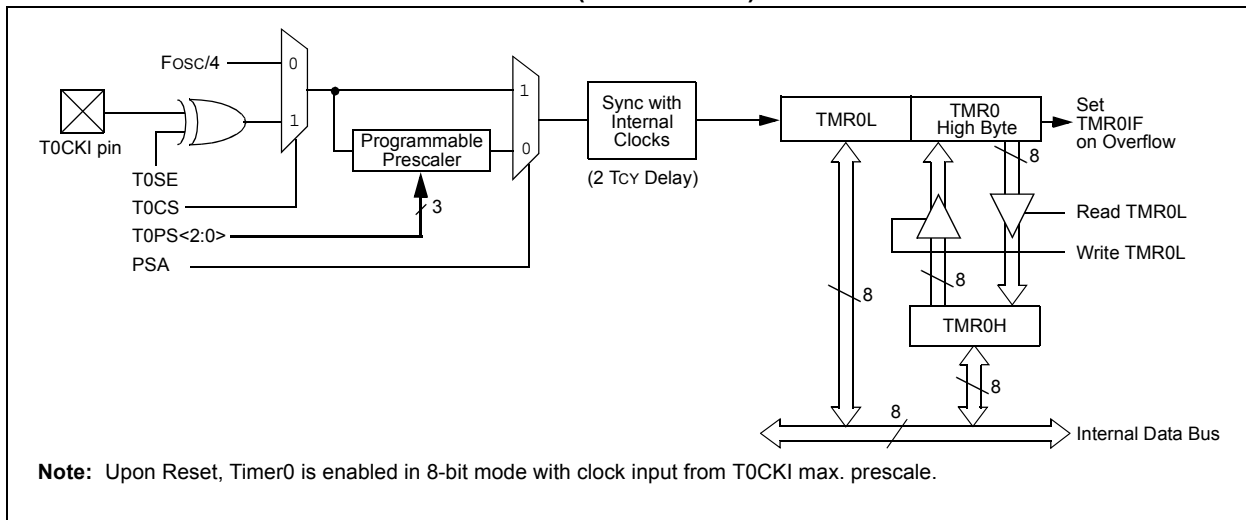 Fosc/4
0
1
T0CKI pin
T0SE
T0CS
T0PS<2:0>
PSA
Programmable
Prescaler
3
1
0
Sync with
Internal
Clocks
(2 TCY Delay)
TMR0L
TMR0
High Byte
Set
TMR0IF
on Overflow
8
Read TMR0L
Write TMR0L
8
8
TMR0H
8
8
Internal Data Bus
Note: Upon Reset, Timer0 is enabled in 8-bit mode with clock input from T0CKI max. prescale.